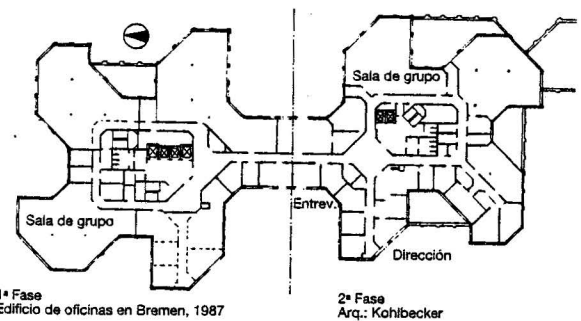 Sala de grupo
Sala de grupo
Entrev.
Dirección
1ª Fase
Edificio de oficinas en Bremen, 1987
2ª Fase
Arq.: Kohlbecker